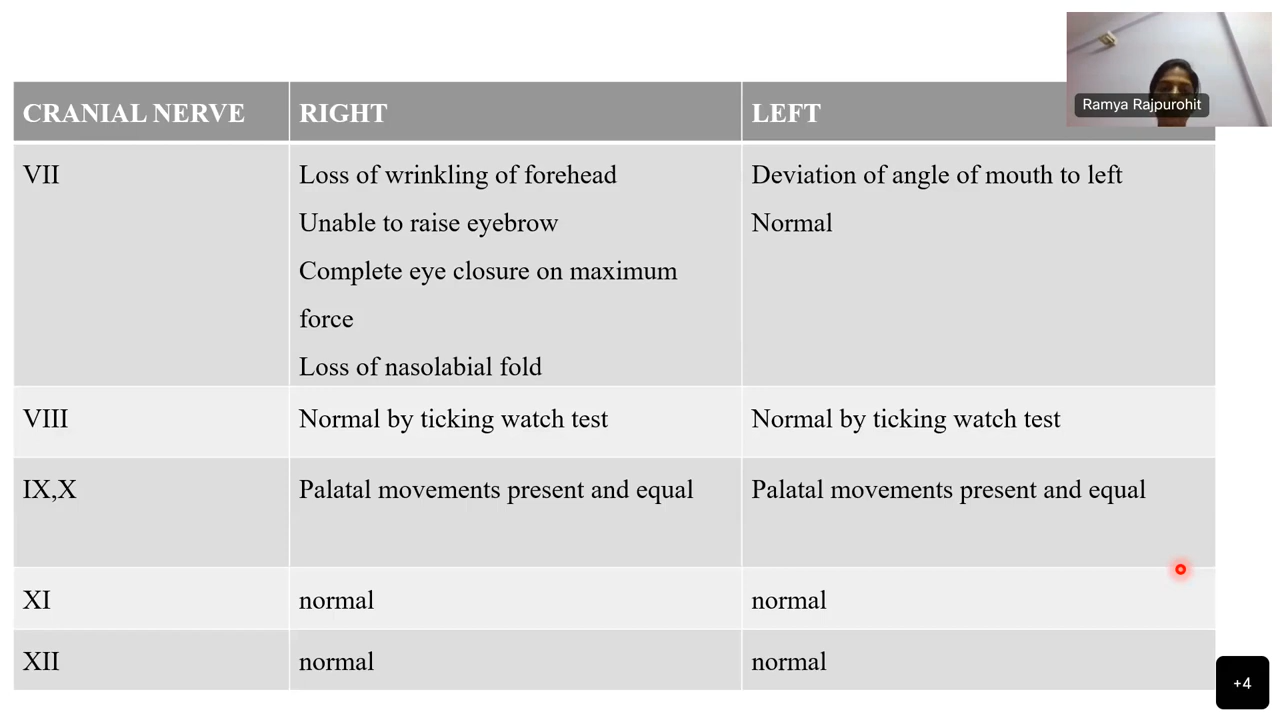 Ramya Rajpurohit
CRANIAL NERVE
RIGHT
LEFT
VII
Loss of wrinkling of forehead
Unable to raise eyebrow
Complete eye closure on maximum
force
Loss of nasolabial fold
Deviation of angle of mouth to left
Normal
VIII
Normal by ticking watch test
Normal by ticking watch test
IX,X
Palatal movements present and equal
Palatal movements present and equal
XI
normal
normal
XII
normal
normal
+4